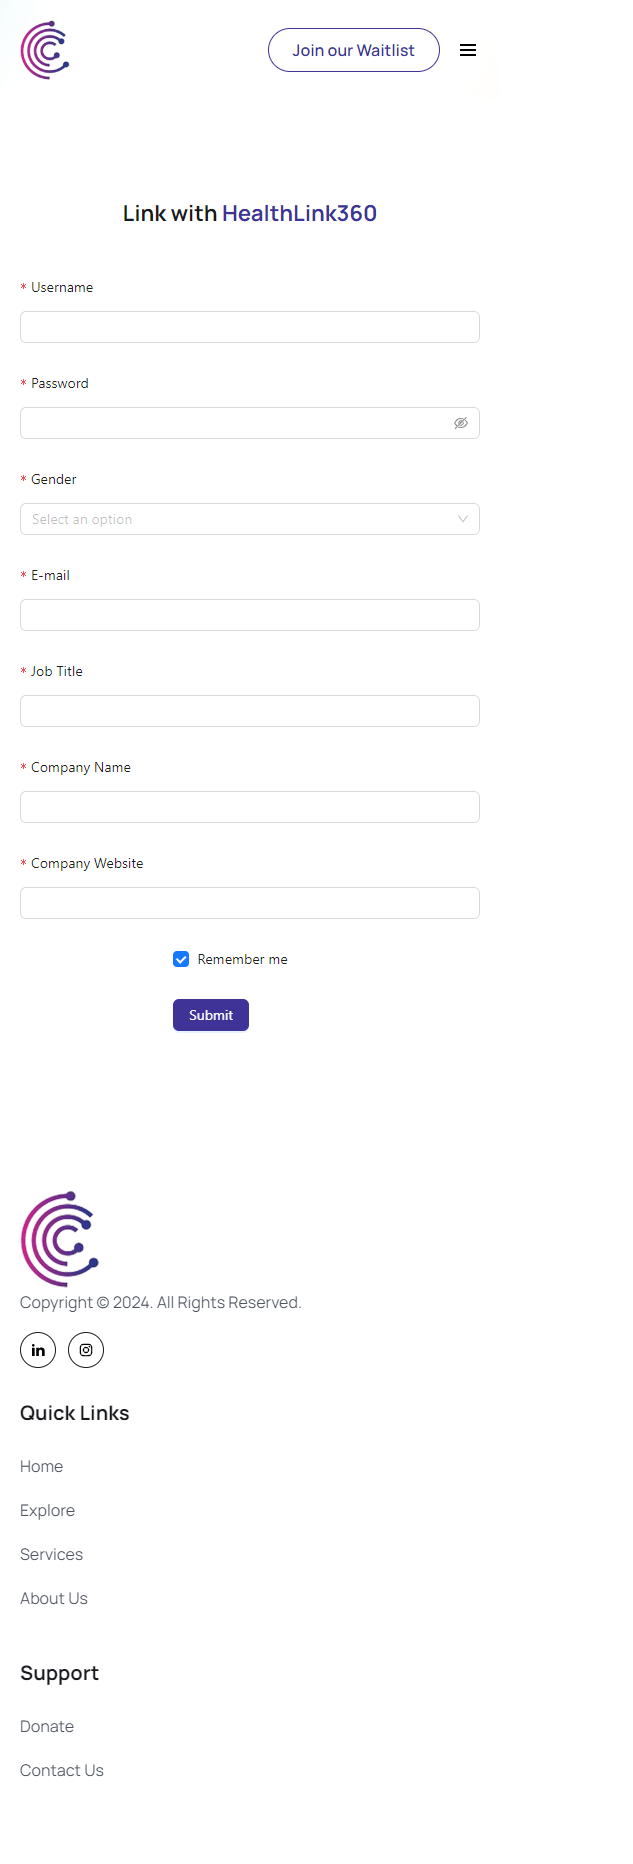 Join our Waitlist
Link with HealthLink360
* Username
* Password
* Gender
Select an option
* E-mail
* Job Title
* Company Name
* Company Website
Remember me
Submit
Copyright © 2024. All Rights Reserved.
in
Quick Links
Home
Explore
Services
About Us
Support
Donate
Contact Us